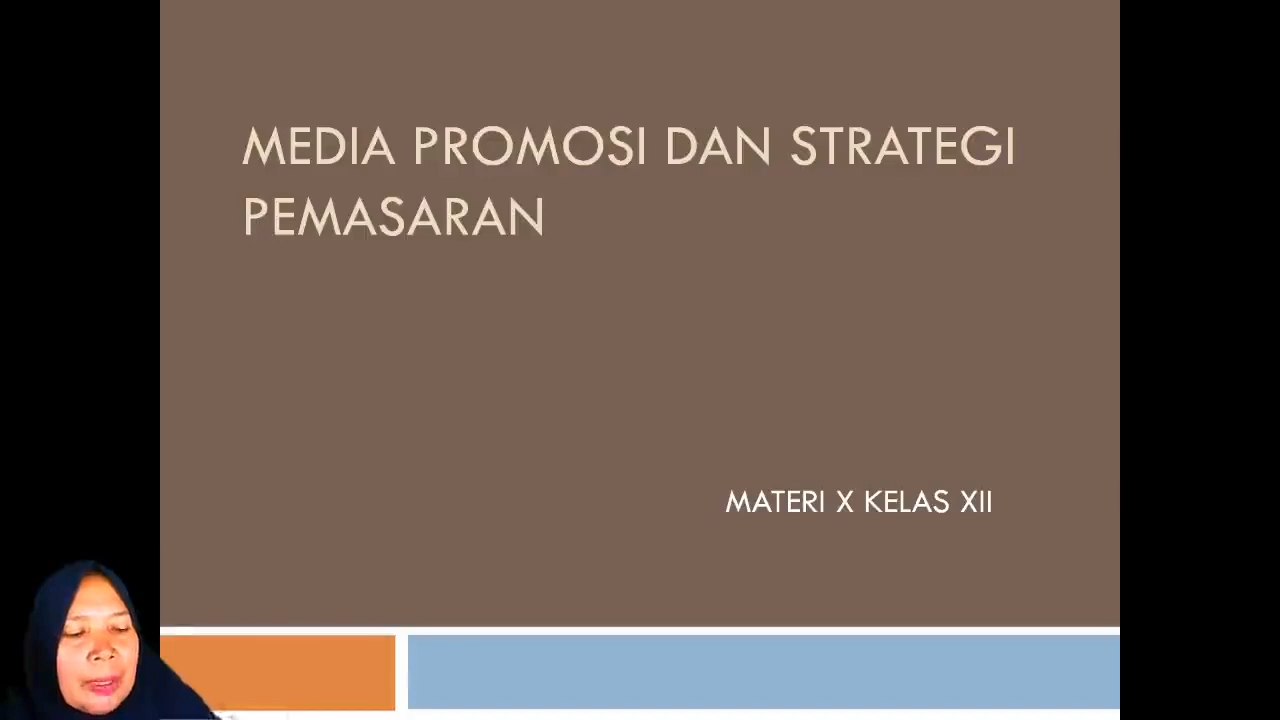 MEDIA PROMOSI DAN STRATEGI
PEMASARAN
MATERI X KELAS XII